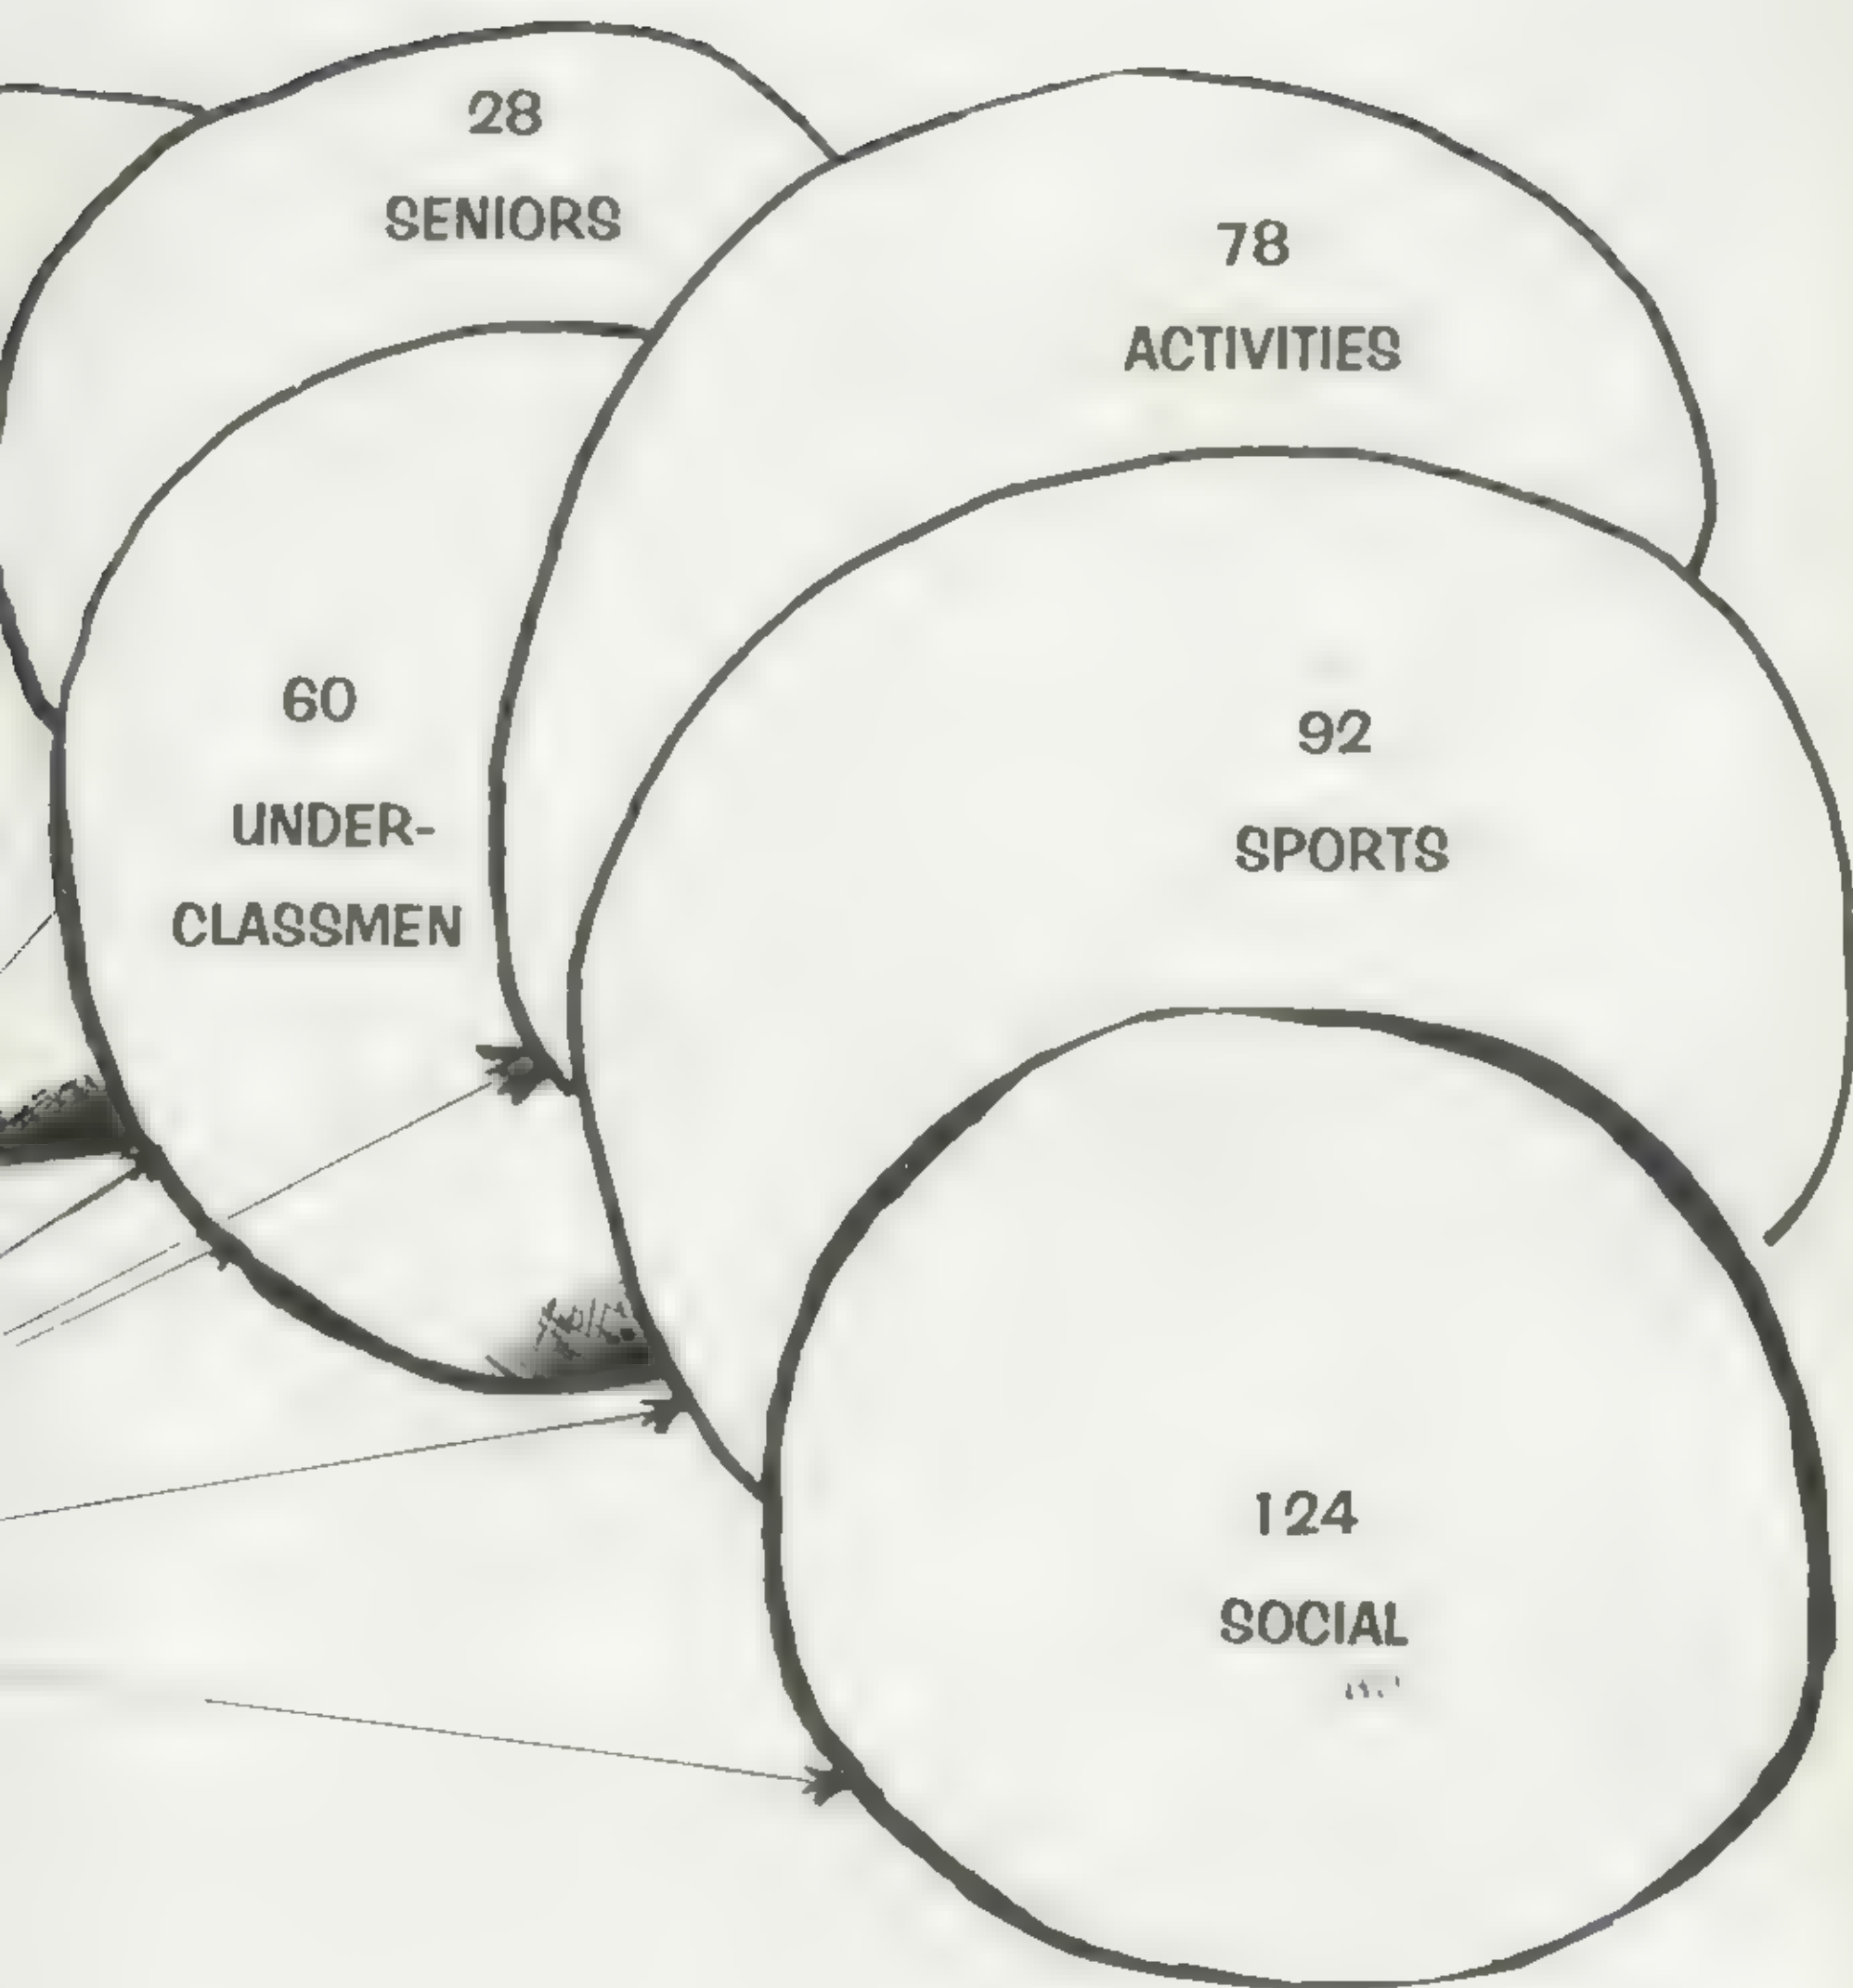 28
SENIORS
78
ACTIVITIES
60
UNDER-
CLASSMEN
92
SPORTS
124
SOCIAL